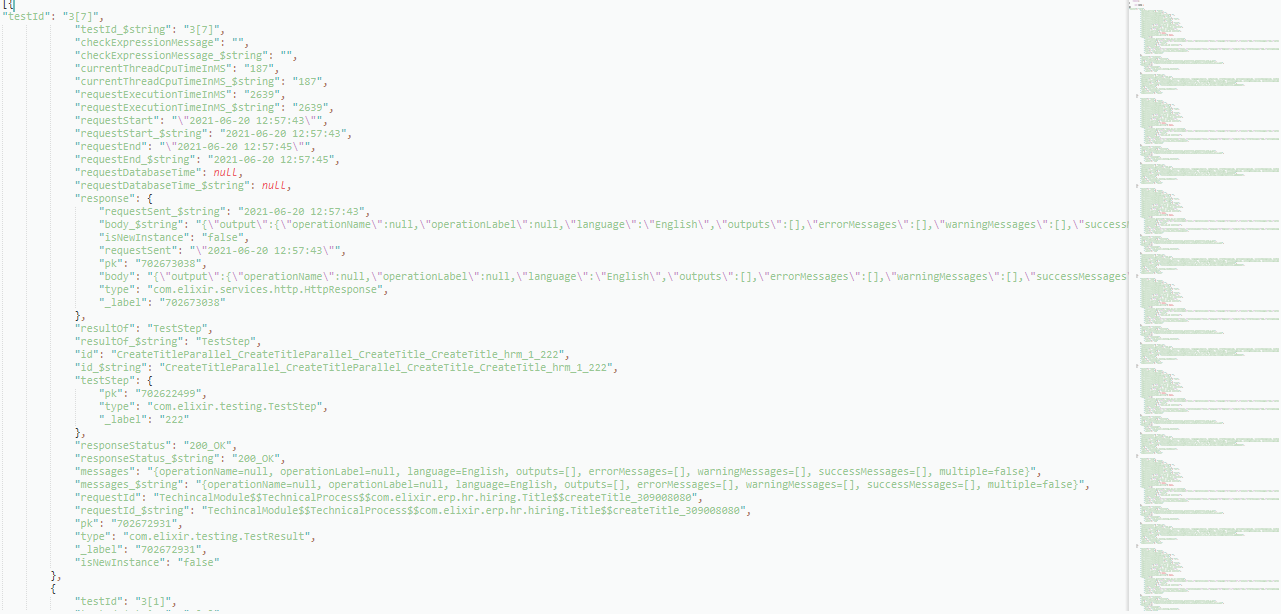 [{
"testId": "3[7]",
"testId_$string": "3[7]",
"checkExpressionMessage": "",
"checkExpressionMessage_$string": "",
"currentThreadCpuTimeInMS": "187",
"currentThreadCpuTimeInMS_$string": "187",
"requestExecutionTimeInMS": "2639",
"requestExecutionTimeInMS_$string": "2639",
"requestStart": "\"2021-06-20 12:57:43\"",
"requestStart_$string": "2021-06-20 12:57:43",
"requestEnd": "\"2021-06-20 12:57:45\"",
"requestEnd_$string": "2021-06-20 12:57:45",
"requestDatabaseTime": null,
"requestDatabaseTime_$string": null,
"response": {
"requestSent_$string": "2021-06-20 12:57:43",
"body_$string": "{\"output\":{\"operationName\":null,\"operationLabel\":null,\"language\":\"English\",\"outputs\":[],\"errorMessages\":[],\"warningMessages\":[],\"success
"isNewInstance": "false",
"requestSent": "\"2021-06-20 12:57:43\"",
"pk": "702673038",
"body": "{\"output\":{\"operationName\":null,\"operationLabel\":null,\"language\":\"English\",\"outputs\":[],\"errorMessages\":[],\"warningMessages\":[],\"successMessages
"type": "com.elixir.services.http.HttpResponse",
"_label": "702673038"
},
"resultOf": "TestStep",
"resultOf_$string": "TestStep",
"id": "CreateTitleParallel_CreateTitleParallel_CreateTitle_CreateTitle_hrm_1_222",
"id_$string": "CreateTitleParallel_CreateTitleParallel_CreateTitle_CreateTitle_hrm_1_222",
"testStep": {
"pk": "702622499",
"type": "com.elixir.testing.TestStep",
"_label": "222"
},
"responseStatus": "200_OK",
"responseStatus_$string": "200_OK",
"messages": "{operationName=null, operationLabel=null, language=English, outputs=[], errorMessages=[], warningMessages=[], successMessages=[], multiple=false}",
"messages_$string": "{operationName=null, operationLabel=null, language=English, outputs=[], errorMessages=[], warningMessages=[], successMessages=[], multiple=false}",
"requestId": "TechincalModule$$TechnicalProcess$$com.elixir.erp.hr.hiring.Title$$createTitle_309008080",
"requestId_$string": "TechincalModule$$TechnicalProcess$$com.elixir.erp.hr.hiring.Title$$createTitle_309008080",
"pk": "702672931",
"type": "com.elixir.testing.TestResult",
"_label": "702672931",
"isNewInstance": "false"
},
{
"testId": "3[1]",